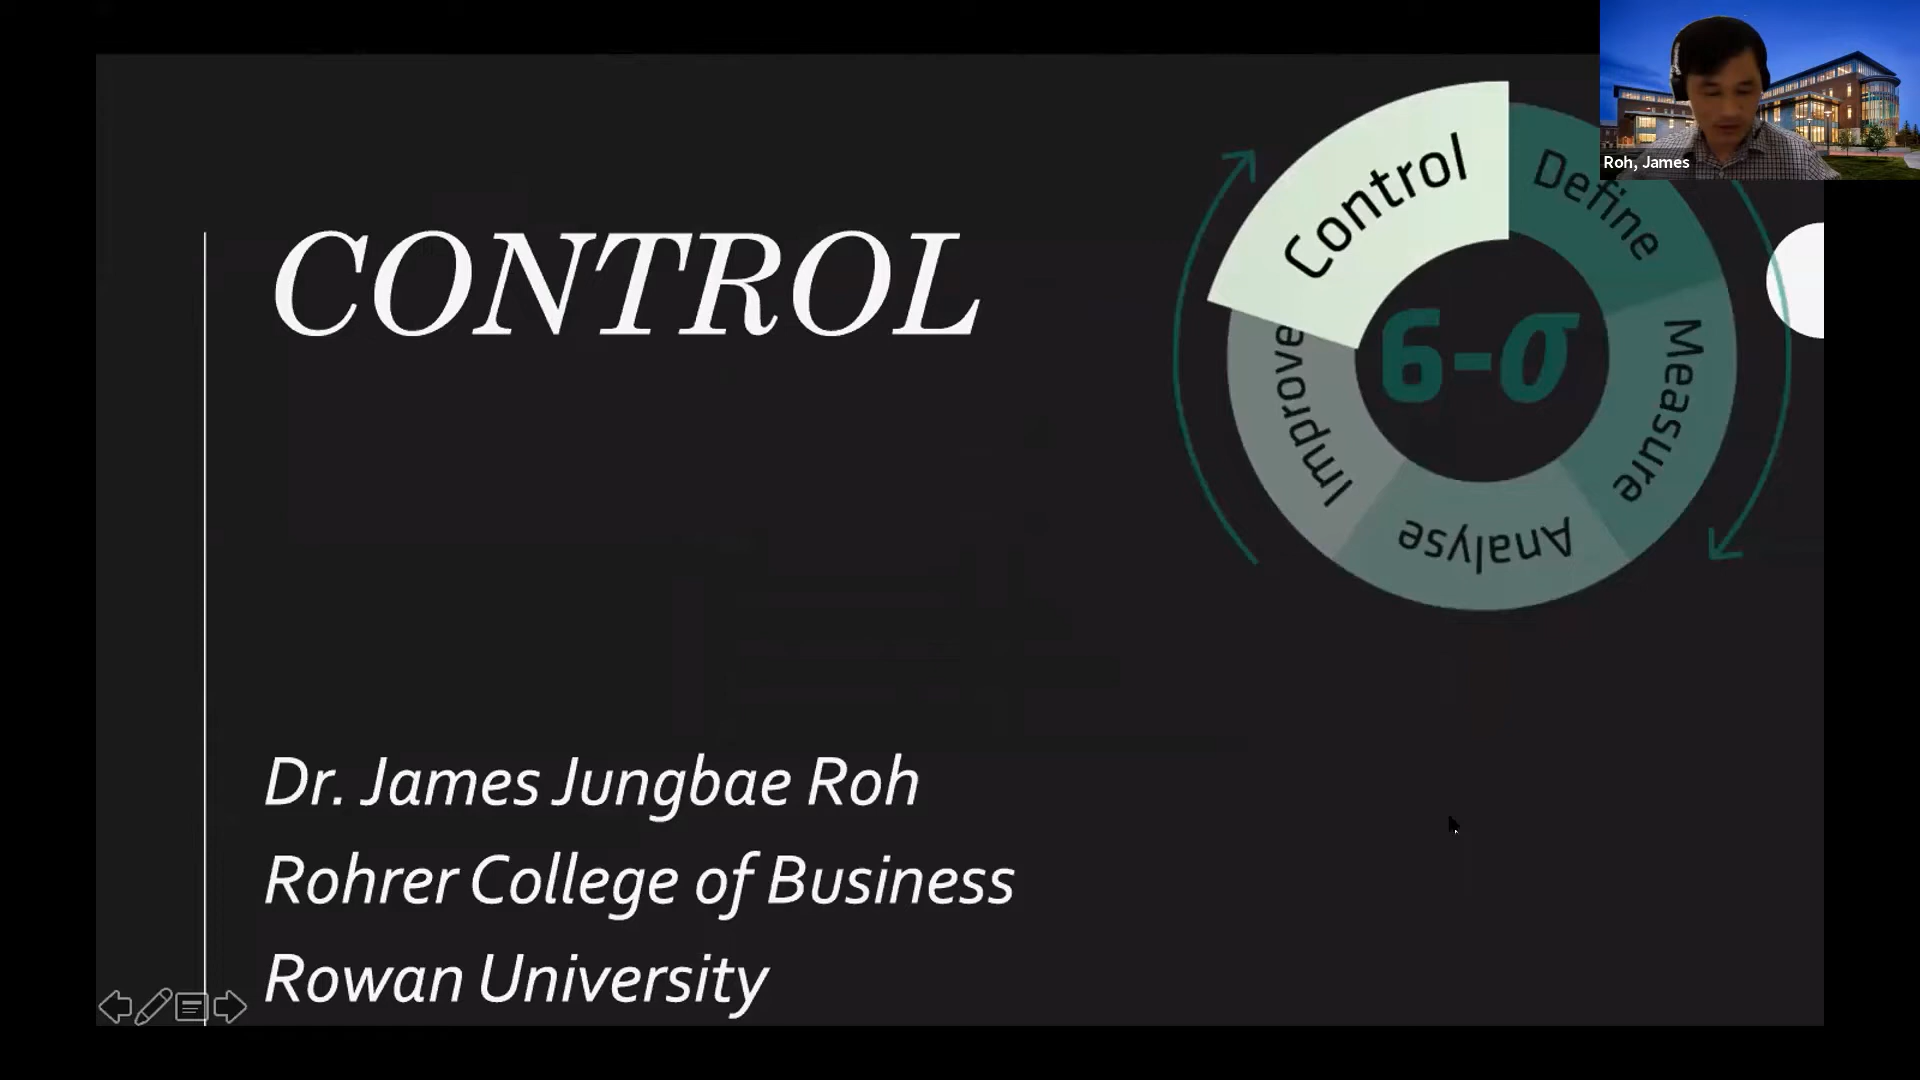 CONTROL
Control
Define
Measure
Analyse
Improve
6-σ
Roh, James
Dr. James Jungbae Roh
Rohrer College of Business
Rowan University